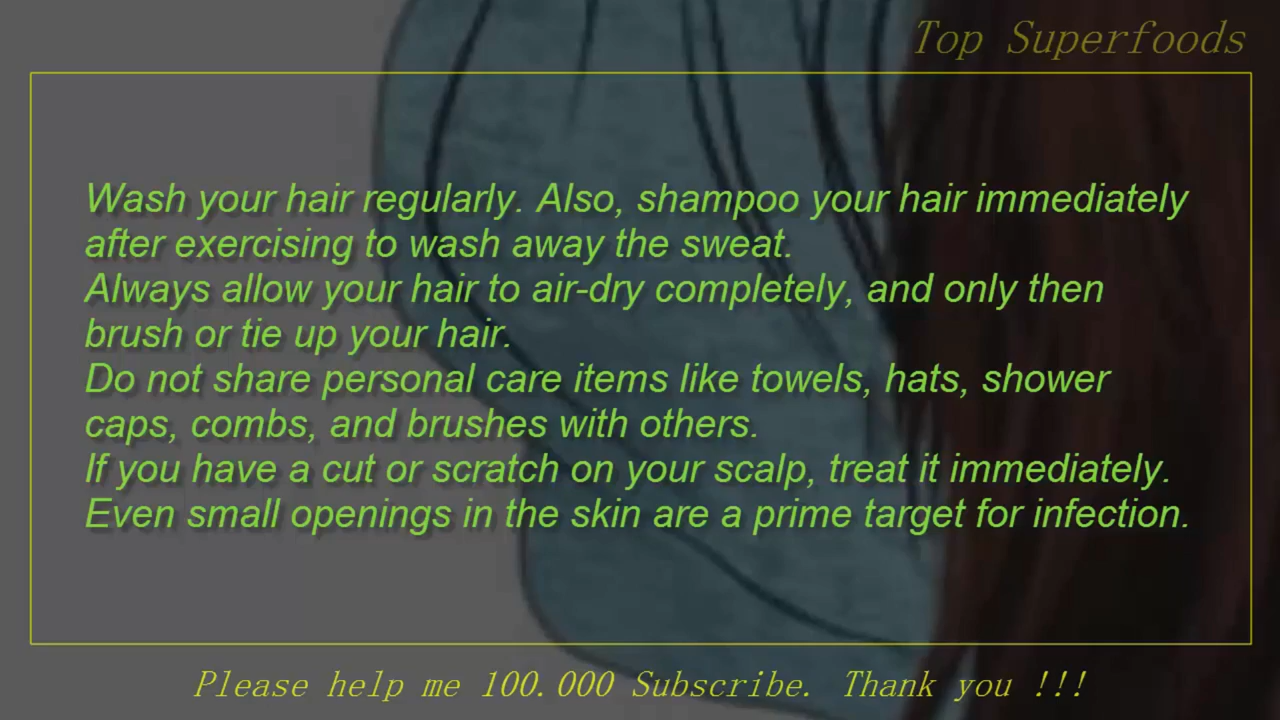 Top Superfoods
Wash your hair regularly. Also, shampoo your hair immediately
after exercising to wash away the sweat.
Always allow your hair to air-dry completely, and only then
brush or tie up your hair.
Do not share personal care items like towels, hats, shower
caps, combs, and brushes with others.
If you have a cut or scratch on your scalp, treat it immediately.
Even small openings in the skin are a prime target for infection.
Please help me 100.000 Subscribe. Thank you !!!